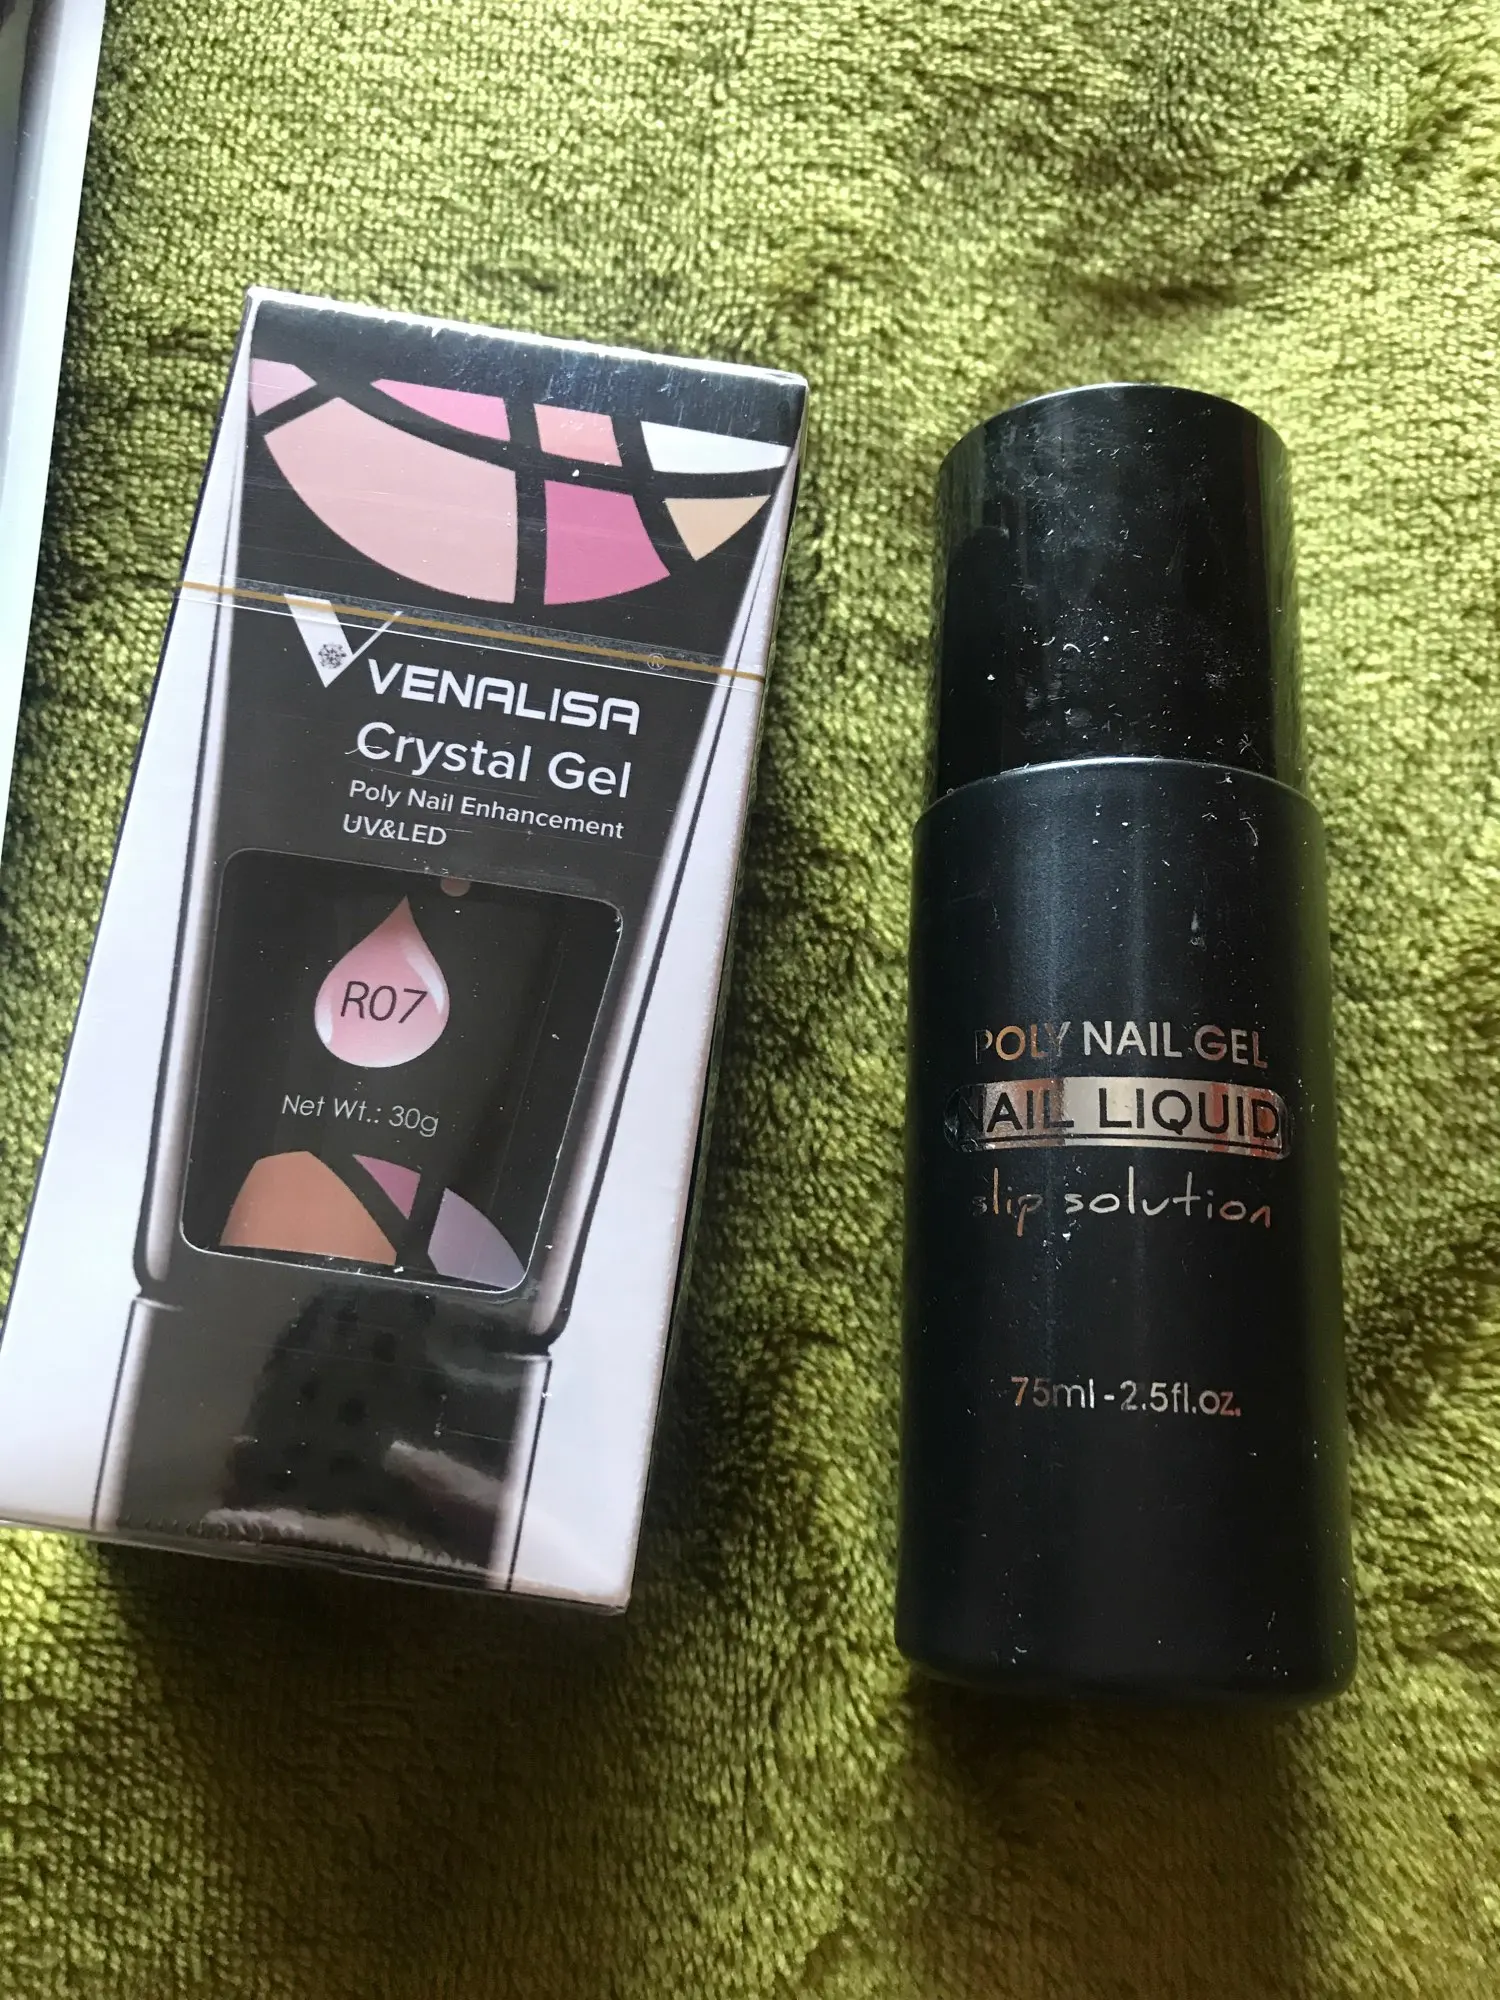 ®
VENALISA
Crystal Gel
Poly Nail Enhancement
UV&LED
R07
Net Wt.: 30g
POLY NAIL GEL
NAIL LIQUID
slip solution
75ml-2.5fl.oz.